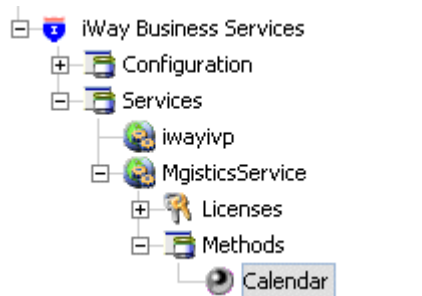 iWay Business Services
Configuration
Services
iwayivp
MgisticsService
Licenses
Methods
Calendar